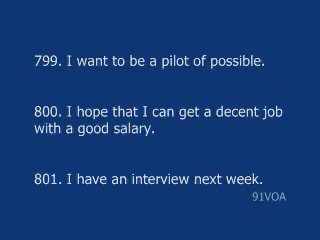 799. I want to be a pilot of possible.
800. I hope that I can get a decent job
with a good salary.
801. I have an interview next week.
91VOA